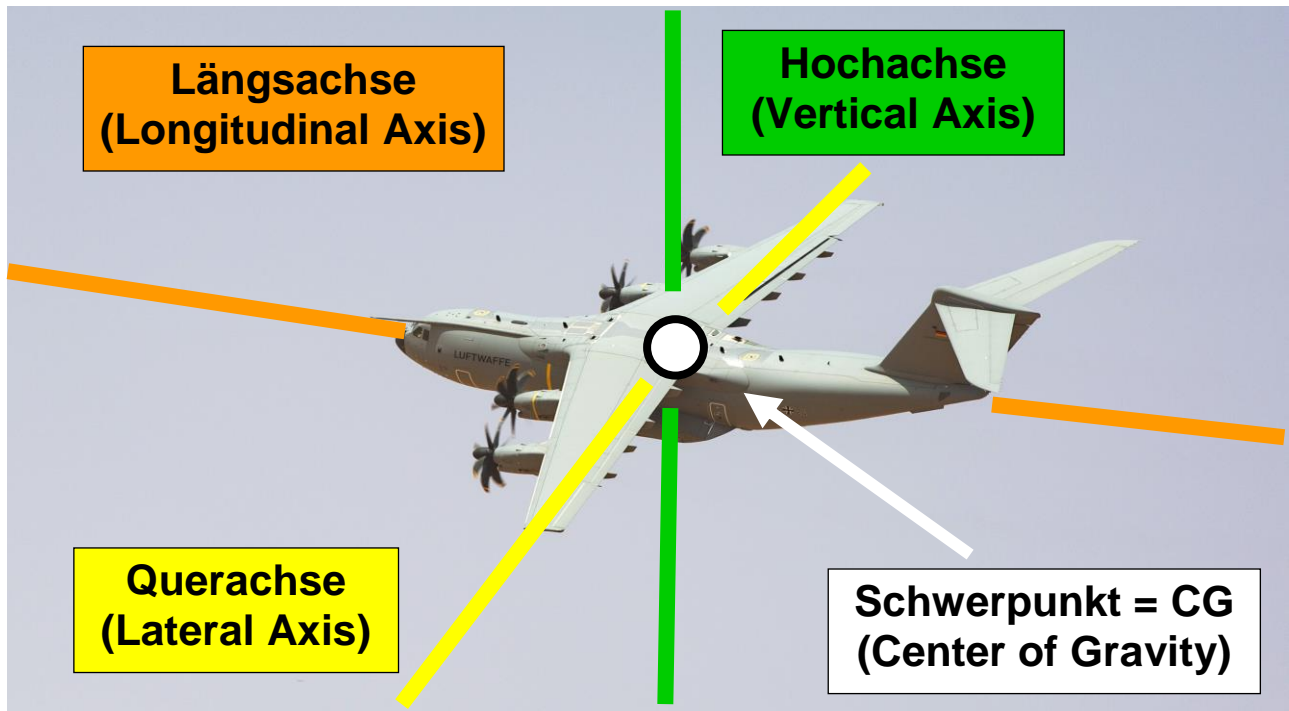 Längsachse
(Longitudinal Axis)
Hochachse
(Vertical Axis)
LUFTWAFFE
Querachse
(Lateral Axis)
Schwerpunkt = CG
(Center of Gravity)